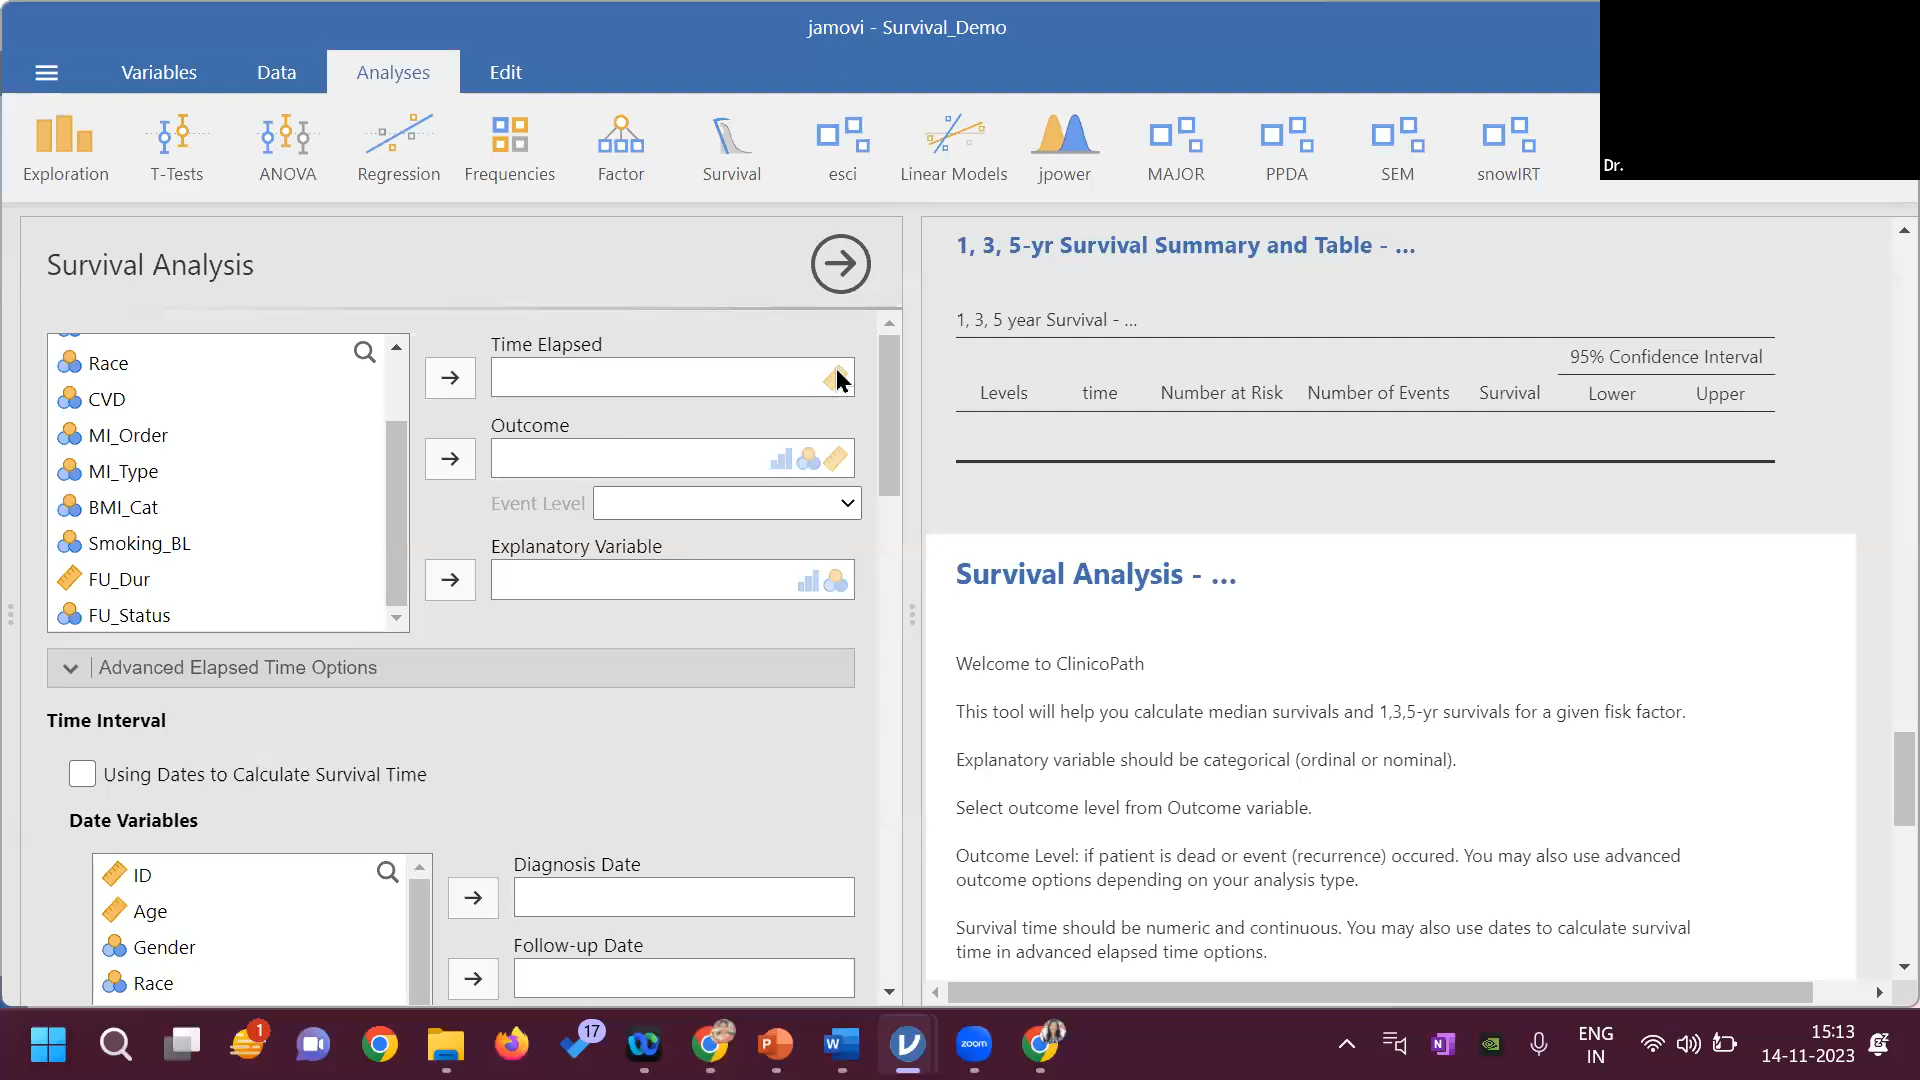 jamovi - Survival_Demo
Variables
Data
Analyses
Edit
Exploration
T-Tests
ANOVA
Regression
Frequencies
Factor
Survival
esci
Linear Models
jpower
MAJOR
PPDA
SEM
snowIRT
Dr.
Survival Analysis
Race
CVD
MI_Order
MI_Type
BMI_Cat
Smoking_BL
FU_Dur
FU_Status
Time Elapsed
Outcome
Event Level
Explanatory Variable
Advanced Elapsed Time Options
Time Interval
Using Dates to Calculate Survival Time
Date Variables
ID
Age
Gender
Race
Diagnosis Date
Follow-up Date
1, 3, 5-yr Survival Summary and Table - ...
1, 3, 5 year Survival - ...
95% Confidence Interval
Levels time Number at Risk Number of Events Survival Lower Upper
Survival Analysis - ...
Welcome to ClinicoPath
This tool will help you calculate median survivals and 1,3,5-yr survivals for a given fisk factor.
Explanatory variable should be categorical (ordinal or nominal).
Select outcome level from Outcome variable.
Outcome Level: if patient is dead or event (recurrence) occured. You may also use advanced
outcome options depending on your analysis type.
Survival time should be numeric and continuous. You may also use dates to calculate survival
time in advanced elapsed time options.
1
17
zoom
ENG
IN
15:13
14-11-2023